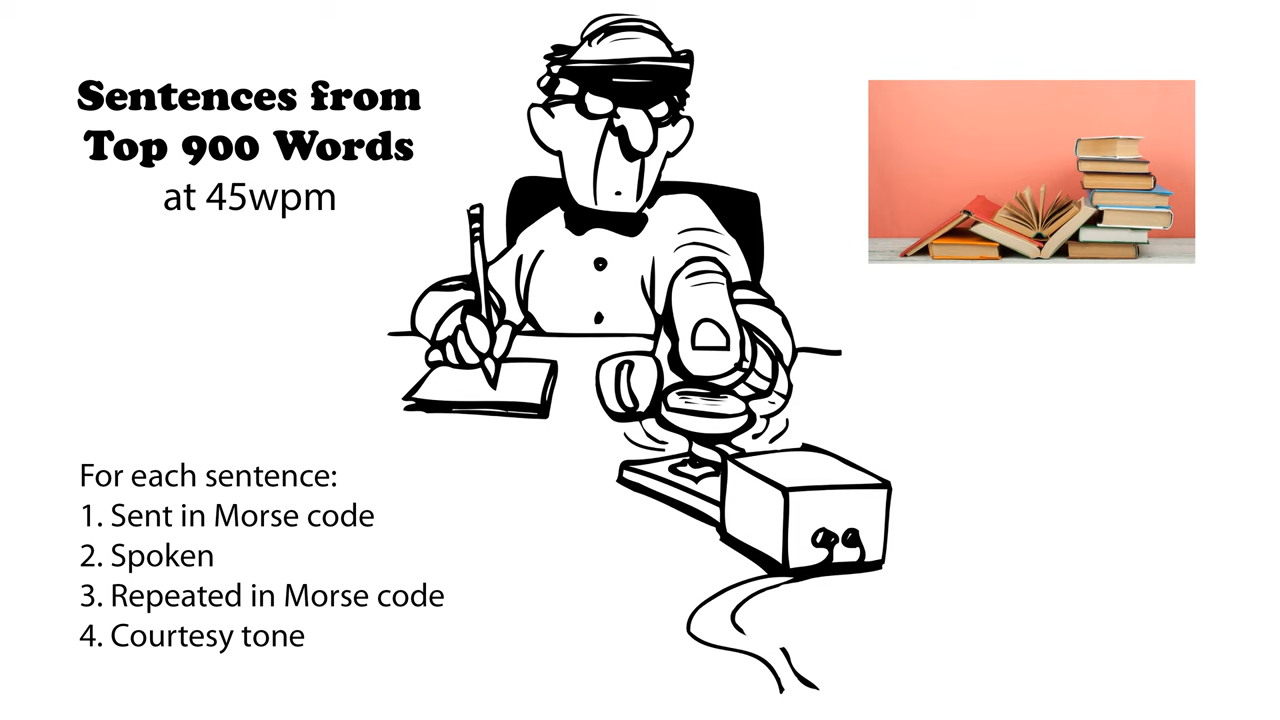 Sentences from
Top 900 Words
at 45wpm
For each sentence:
1. Sent in Morse code
2. Spoken
3. Repeated in Morse code
4. Courtesy tone